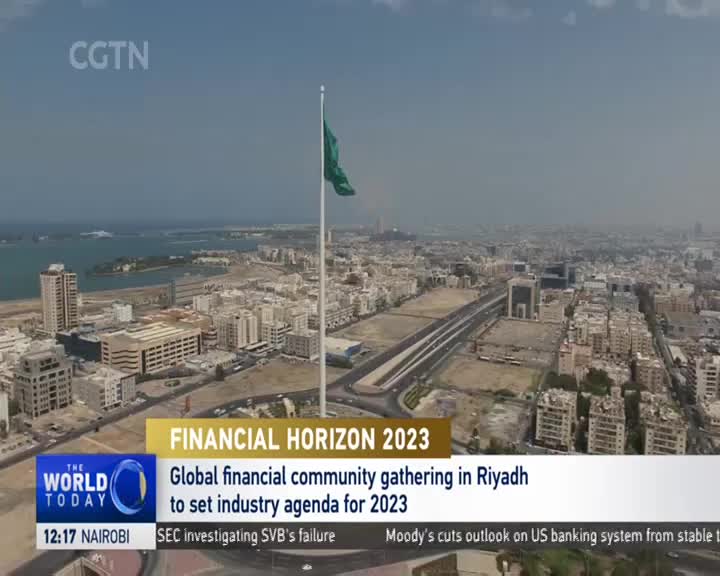 CGTN
FINANCIAL HORIZON 2023
Global financial community gathering in Riyadh
to set industry agenda for 2023
THE
WORLD
TODAY
12:17 NAIROBI
SEC investigating SVB's failure Moody's cuts outlook on US banking system from stable t